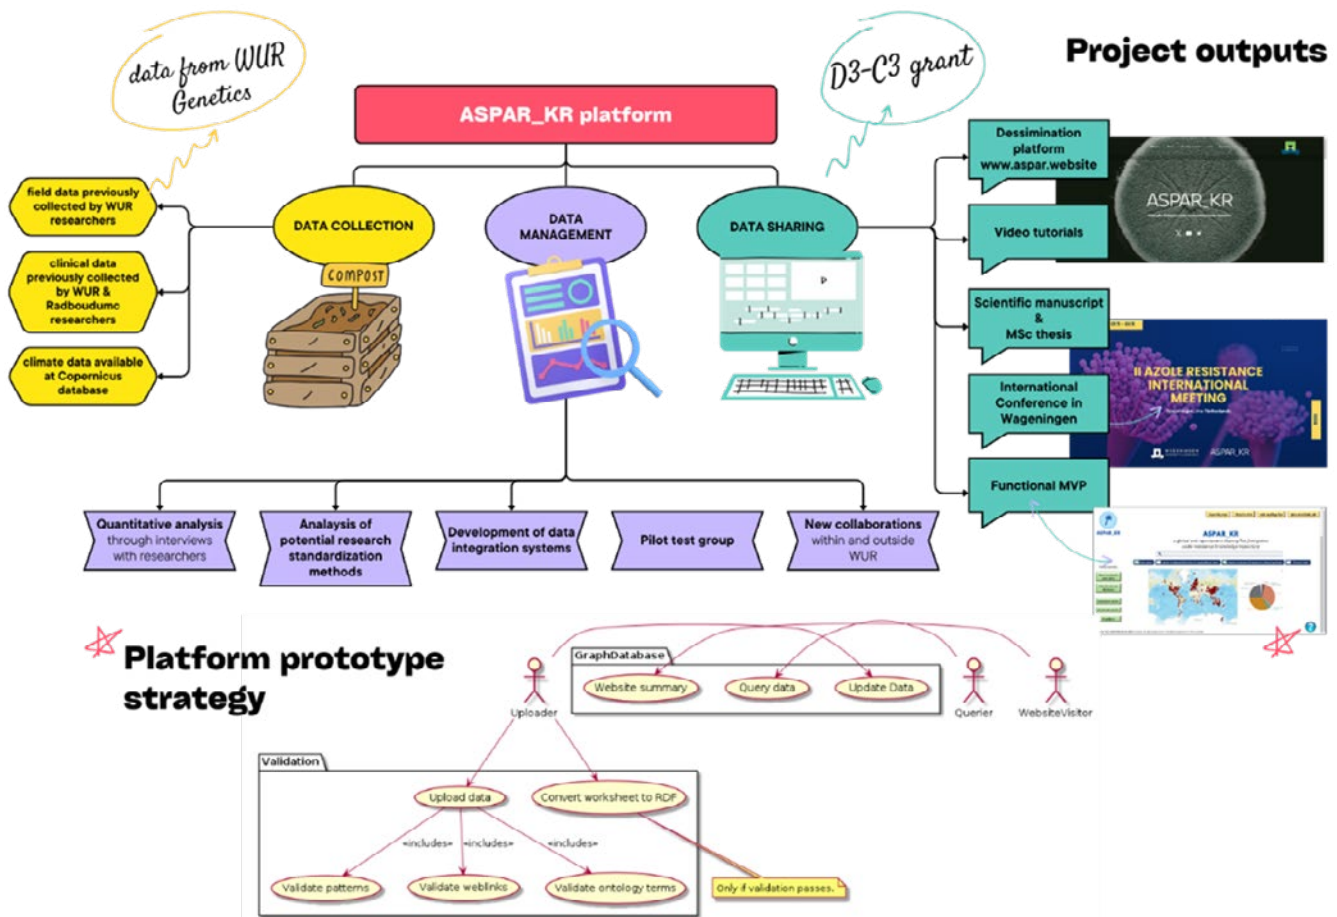 data from WUR
Genetics
D3-C3 grant
Project outputs
ASPAR_KR platform
field data previously
collected by WUR
researchers
clinical data
previously collected
by WUR & Radboudumc
researchers
climate data available
at Copernicus
database
DATA COLLECTION
COMPOST
DATA
MANAGEMENT
DATA SHARING
Dessimination
platform
www.aspar.website
Video tutorials
Scientific manuscript
&
MSc thesis
International
Conference in
Wageningen
Functional MVP
ASPAR_KR
II AZOLE RESISTANCE
INTERNATIONAL
MEETING
ASPAR_KR
ASPAR_KR
ASPAR_KR
Quantitative analysis
through interviews
with researchers
Analaysis of
potential research
standardization
methods
Development of data
integration systems
Pilot test group
New collaborations
within and outside
WUR
Platform prototype
strategy
GraphDatabase
Website summary
Query data
Update Data
Uploader
Querier
WebsiteVisitor
Validation
Upload data
Convert worksheet to RDF
«includes»
«includes»
«includes»
Validate patterns
Validate weblinks
Validate ontology terms
Only if validation passes.